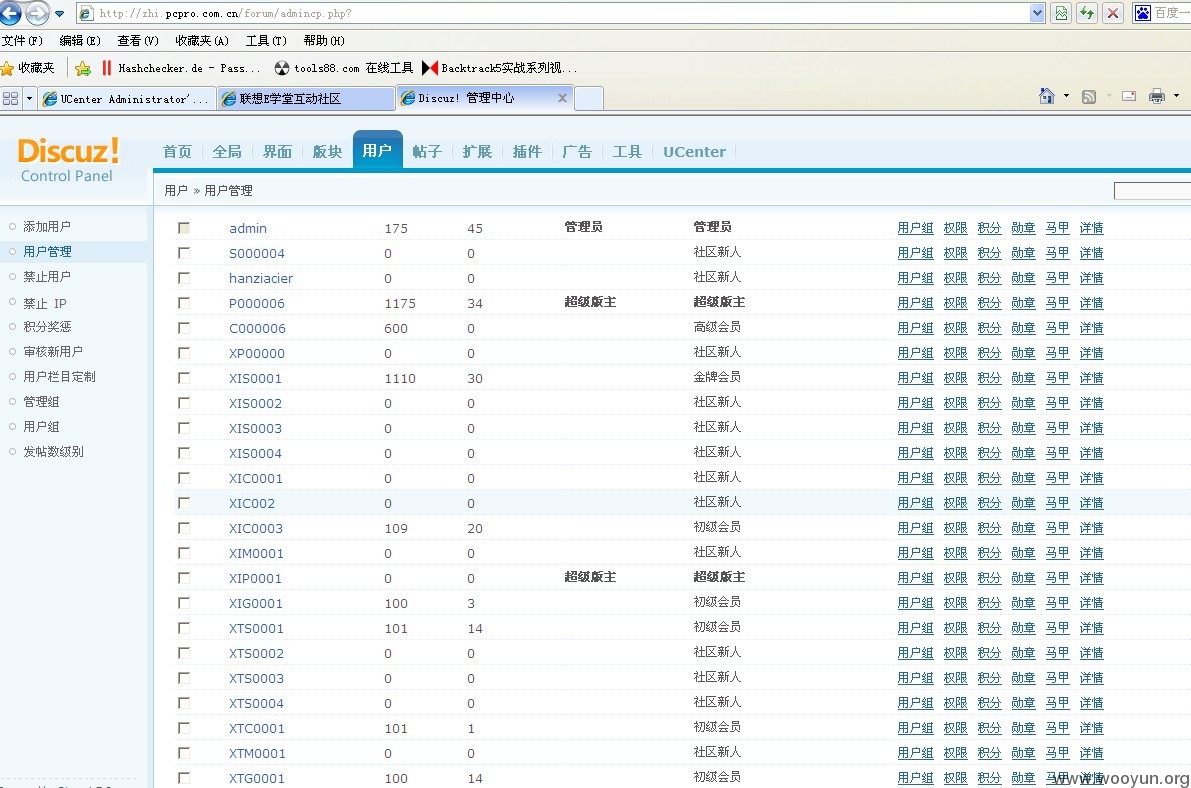 http://zhi.pcpro.com.cn/forum/admincp.php?
百度一
文件(F) 编辑(E) 查看(V) 收藏夹(A) 工具(T) 帮助(H)
收藏夹 Hashchecker.de - Pass... tools88.com 在线工具 Backtrack5实战系列视...
UCenter Administrator'... 联想E学堂互动社区 Discuz! 管理中心
Discuz!
Control Panel
首页 全局 界面 版块 用户 帖子 扩展 插件 广告 工具 UCenter
用户 » 用户管理
添加用户
用户管理
禁止用户
禁止 IP
积分奖惩
审核新用户
用户栏目定制
管理组
用户组
发帖数级别
admin 175 45 管理员 管理员 用户组 权限 积分 勋章 马甲 详情
S000004 0 0 社区新人 用户组 权限 积分 勋章 马甲 详情
hanziacier 0 0 社区新人 用户组 权限 积分 勋章 马甲 详情
P000006 1175 34 超级版主 超级版主 用户组 权限 积分 勋章 马甲 详情
C000006 600 0 高级会员 用户组 权限 积分 勋章 马甲 详情
XP00000 0 0 社区新人 用户组 权限 积分 勋章 马甲 详情
XIS0001 1110 30 金牌会员 用户组 权限 积分 勋章 马甲 详情
XIS0002 0 0 社区新人 用户组 权限 积分 勋章 马甲 详情
XIS0003 0 0 社区新人 用户组 权限 积分 勋章 马甲 详情
XIS0004 0 0 社区新人 用户组 权限 积分 勋章 马甲 详情
XIC0001 0 0 社区新人 用户组 权限 积分 勋章 马甲 详情
XIC002 0 0 社区新人 用户组 权限 积分 勋章 马甲 详情
XIC0003 109 20 初级会员 用户组 权限 积分 勋章 马甲 详情
XIM0001 0 0 社区新人 用户组 权限 积分 勋章 马甲 详情
XIP0001 0 0 超级版主 超级版主 用户组 权限 积分 勋章 马甲 详情
XIG0001 100 3 初级会员 用户组 权限 积分 勋章 马甲 详情
XTS0001 101 14 初级会员 用户组 权限 积分 勋章 马甲 详情
XTS0002 0 0 社区新人 用户组 权限 积分 勋章 马甲 详情
XTS0003 0 0 社区新人 用户组 权限 积分 勋章 马甲 详情
XTS0004 0 0 社区新人 用户组 权限 积分 勋章 马甲 详情
XTC0001 101 1 初级会员 用户组 权限 积分 勋章 马甲 详情
XTM0001 0 0 社区新人 用户组 权限 积分 勋章 马甲 详情
XTG0001 100 14 初级会员 用户组 权限 积分 勋章 马甲 详情
www.wooyun.org